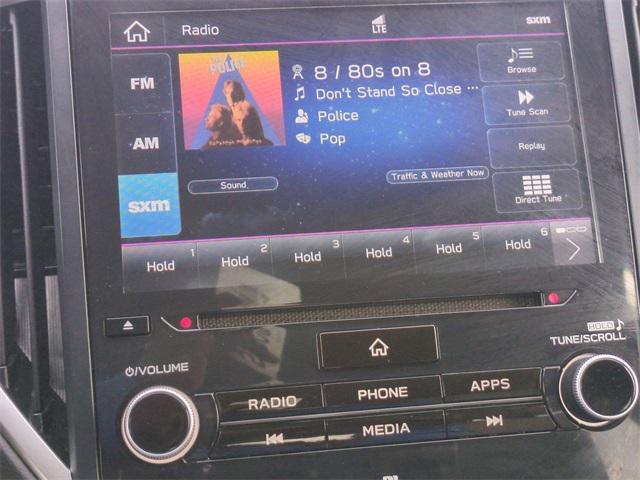 Radio
LTE
sxm
FM
AM
sxm
POLICE
8 / 80s on 8
Don't Stand So Close ...
Police
Pop
Browse
Tune Scan
Replay
Direct Tune
Sound
Traffic & Weather Now
1 Hold
2 Hold
3 Hold
4 Hold
5 Hold
6 Hold
HOLD
TUNE/SCROLL
VOLUME
RADIO
PHONE
APPS
MEDIA